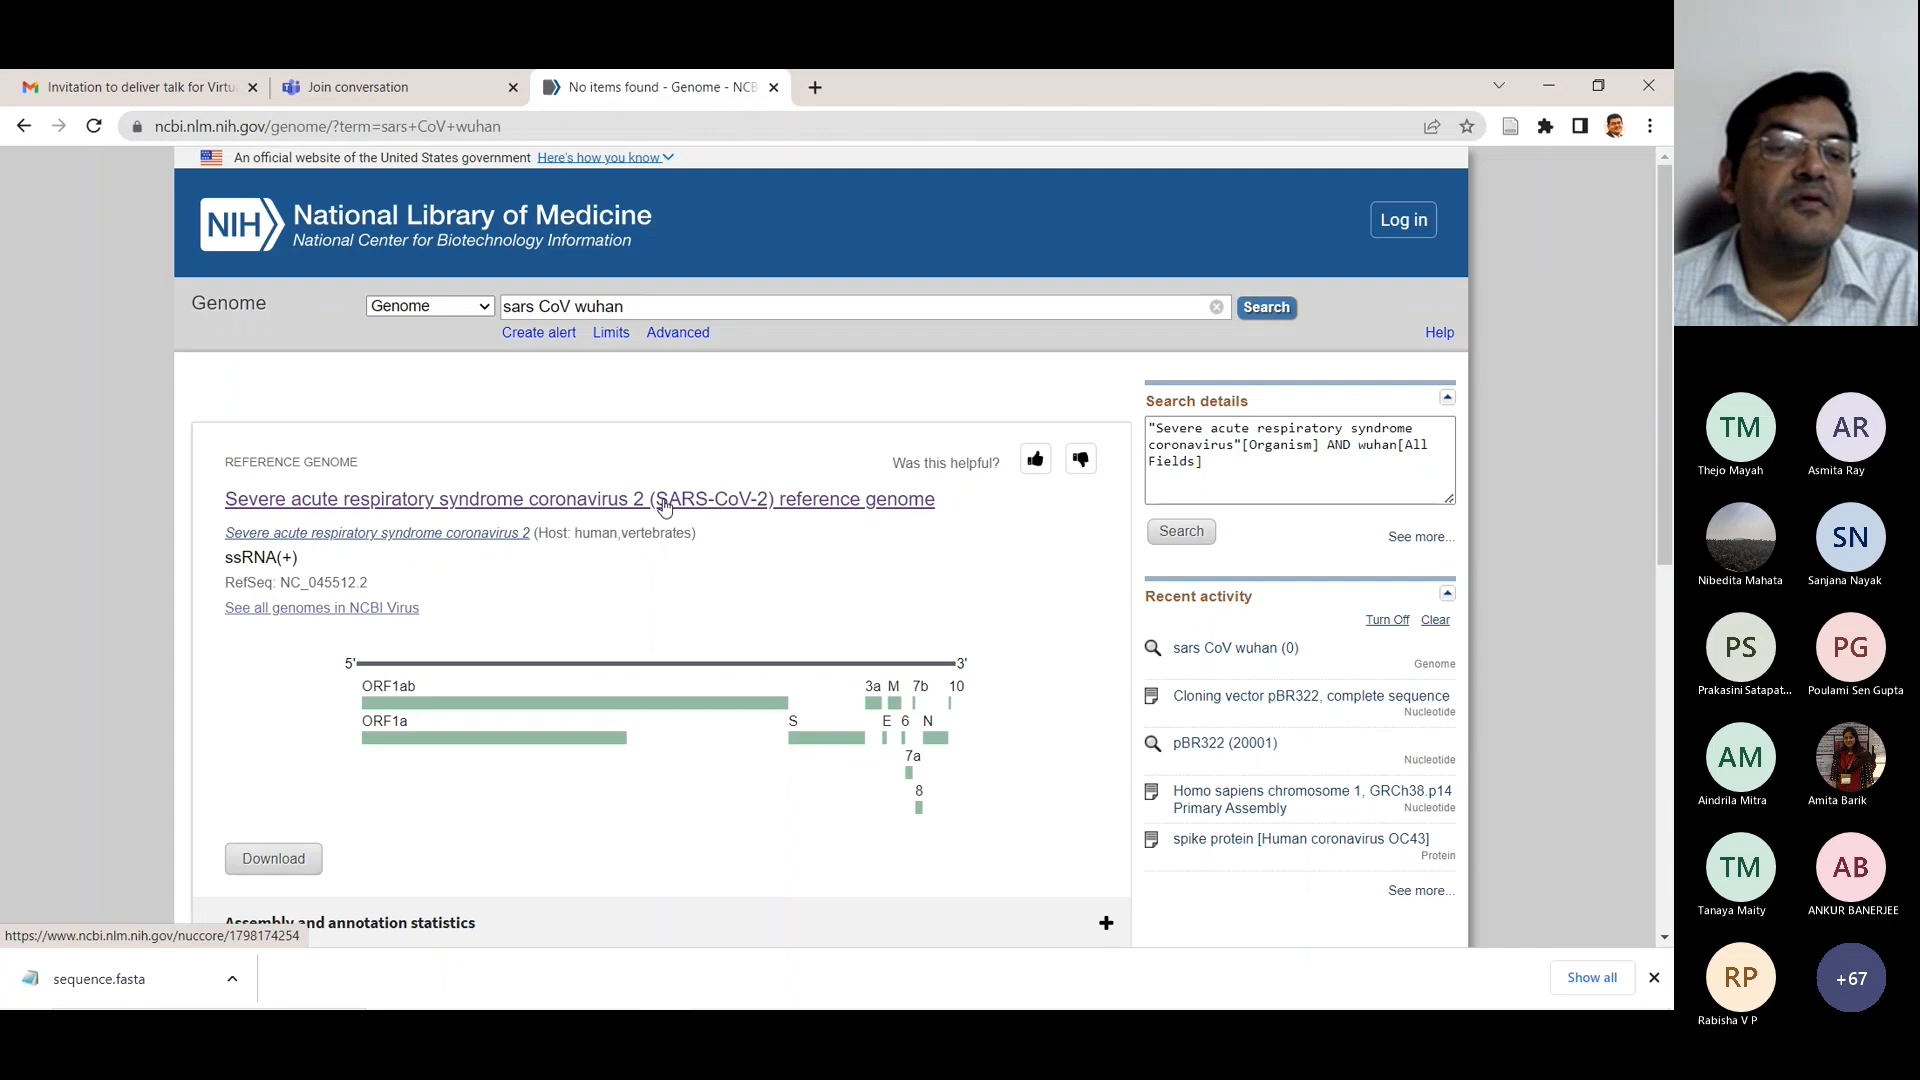 Invitation to deliver talk for Virtu
Join conversation
No items found - Genome - NCB
ncbi.nlm.nih.gov/genome/?term=sars+CoV+wuhan
An official website of the United States government Here's how you know
NIH National Library of Medicine
National Center for Biotechnology Information
Log in
Genome
Genome
sars CoV wuhan
Search
Create alert Limits Advanced
Help
REFERENCE GENOME
Was this helpful?
Severe acute respiratory syndrome coronavirus 2 (SARS-CoV-2) reference genome
Severe acute respiratory syndrome coronavirus 2 (Host: human,vertebrates)
ssRNA(+)
RefSeq: NC_045512.2
See all genomes in NCBI Virus
5' 3'
ORF1ab 3a M 7b 10
ORF1a S E 6 N
7a
8
Download
Assembly and annotation statistics
Search details
"Severe acute respiratory syndrome
coronavirus"[Organism] AND wuhan[All
Fields]
Search
See more...
Recent activity
Turn Off Clear
sars CoV wuhan (0)
Genome
Cloning vector pBR322, complete sequence
Nucleotide
pBR322 (20001)
Nucleotide
Homo sapiens chromosome 1, GRCh38.p14
Primary Assembly
Nucleotide
spike protein [Human coronavirus OC43]
Protein
See more...
https://www.ncbi.nlm.nih.gov/nuccore/1798174254
sequence.fasta
Show all
TM AR
Thejo Mayah Asmita Ray
SN
Nibedita Mahata Sanjana Nayak
PS PG
Prakasini Satapat... Poulami Sen Gupta
AM
Aindrila Mitra Amita Barik
TM AB
Tanaya Maity ANKUR BANERJEE
RP +67
Rabisha V P